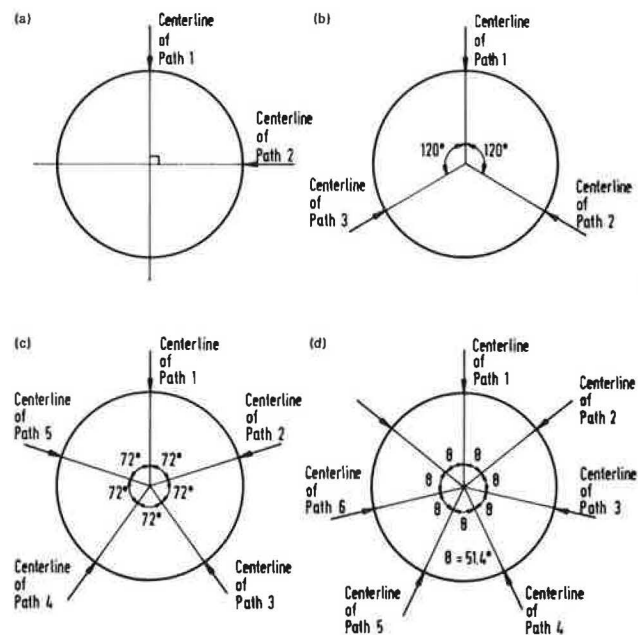 (a)
Centerline
of
Path 1
Centerline
of
Path 2
(b)
Centerline
of
Path 1
120°
120°
Centerline
of
Path 3
Centerline
of
Path 2
(c)
Centerline
of
Path 1
Centerline
of
Path 5
Centerline
of
Path 2
72°
72°
72°
72°
72°
Centerline
of
Path 4
Centerline
of
Path 3
(d)
Centerline
of
Path 1
Centerline
of
Path 2
θ
θ
θ
θ
θ
θ
θ
Centerline
of
Path 6
Centerline
of
Path 3
θ = 51.4°
Centerline
of
Path 5
Centerline
of
Path 4